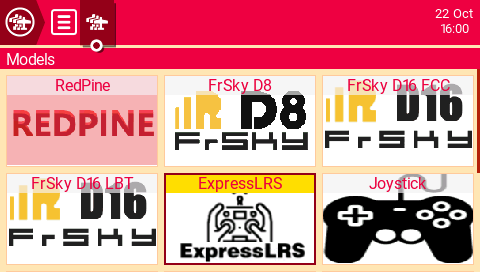 22 Oct
16:00
Models
RedPine
REDPINE
FrSky D8
D8
FrSky
FrSky D16 FCC
D16
FrSky
FrSky D16 LBT
D16
FrSky
ExpressLRS
ExpressLRS
Joystick